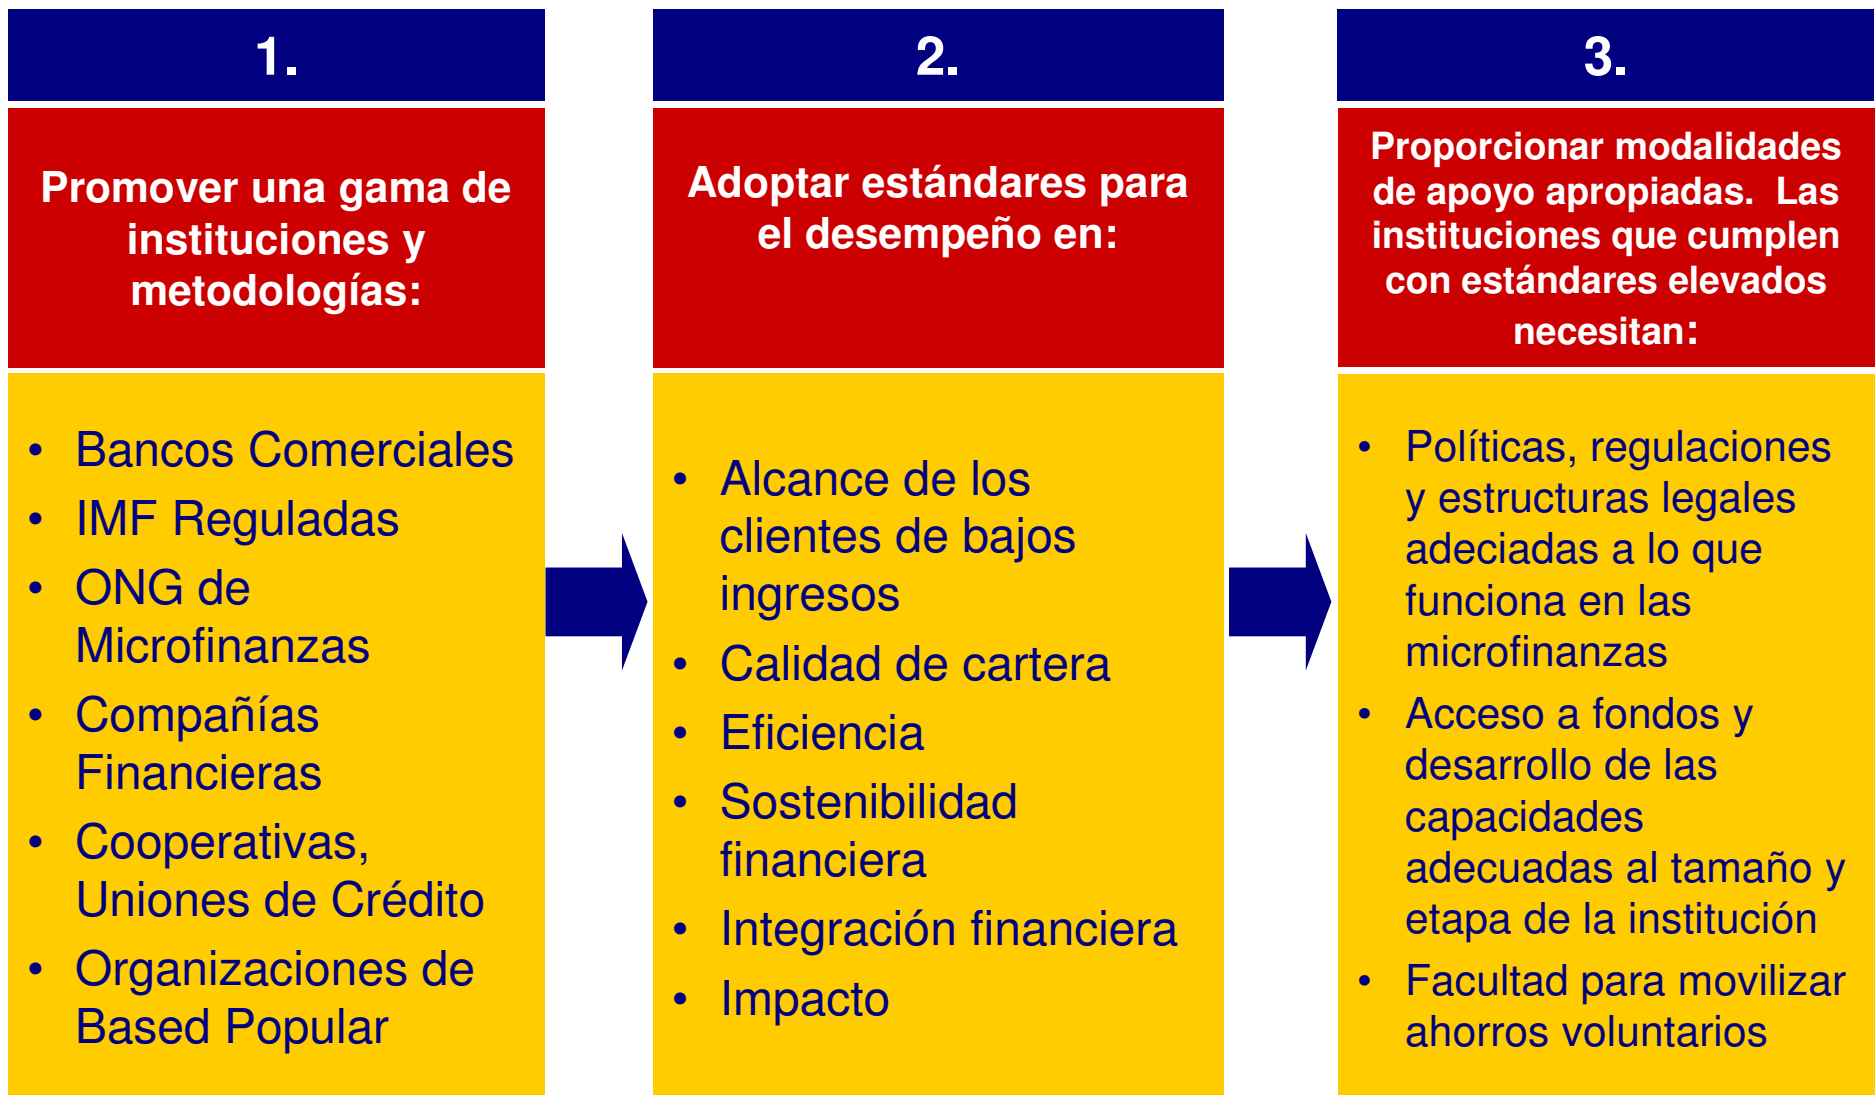 1.
Promover una gama de
instituciones y
metodologías:
• Bancos Comerciales
• IMF Reguladas
• ONG de
Microfinanzas
• Compañías
Financieras
• Cooperativas,
Uniones de Crédito
• Organizaciones de
Based Popular
2.
Adoptar estándares para
el desempeño en:
• Alcance de los
clientes de bajos
ingresos
• Calidad de cartera
• Eficiencia
• Sostenibilidad
financiera
• Integración financiera
• Impacto
3.
Proporcionar modalidades
de apoyo apropiadas. Las
instituciones que cumplen
con estándares elevados
necesitan:
• Políticas, regulaciones
y estructuras legales
adeciadas a lo que
funciona en las
microfinanzas
• Acceso a fondos y
desarrollo de las
capacidades
adecuadas al tamaño y
etapa de la institución
• Facultad para movilizar
ahorros voluntarios